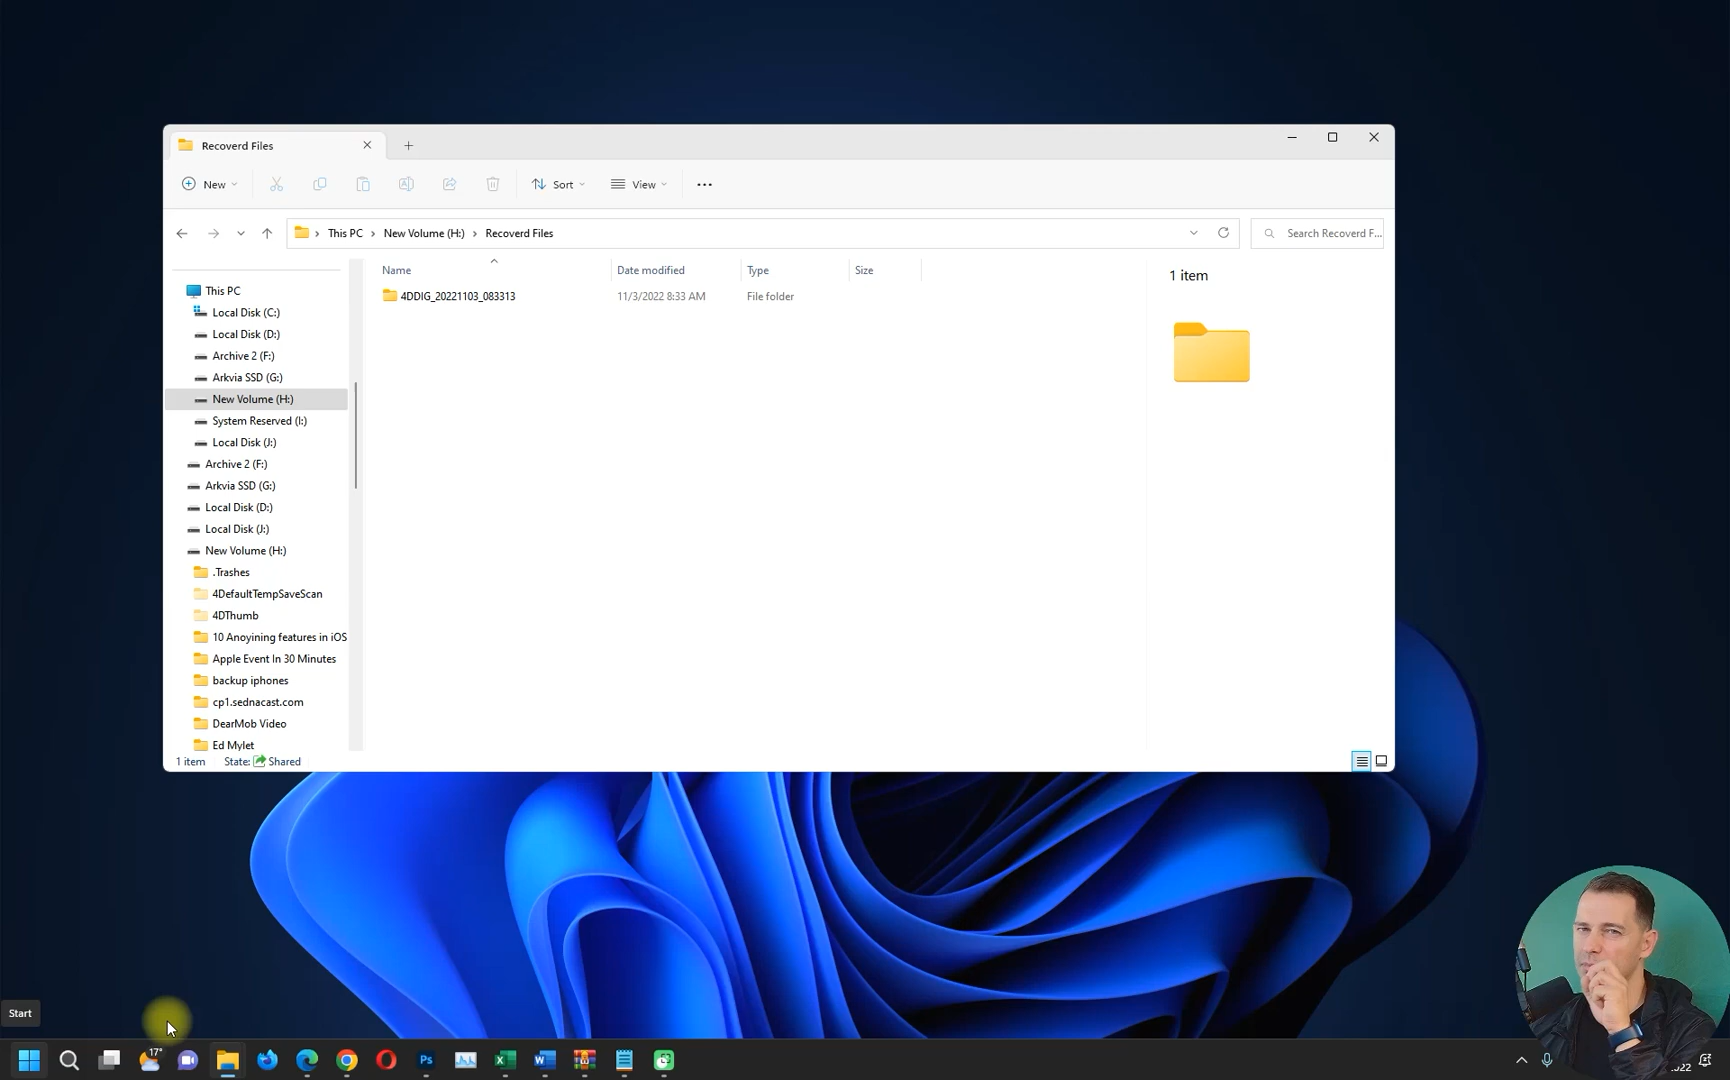 Recoverd Files
New
Sort
View
This PC
New Volume (H:)
Recoverd Files
Search Recoverd F...
Name
Date modified
Type
Size
4DDIG_20221103_083313
11/3/2022 8:33 AM
File folder
1 item
This PC
Local Disk (C:)
Local Disk (D:)
Archive 2 (F:)
Arkvia SSD (G:)
New Volume (H:)
System Reserved (I:)
Local Disk (J:)
Archive 2 (F:)
Arkvia SSD (G:)
Local Disk (D:)
Local Disk (J:)
New Volume (H:)
.Trashes
4DefaultTempSaveScan
4DThumb
10 Anoyining features in iOS
Apple Event In 30 Minutes
backup iphones
cp1.sednacast.com
DearMob Video
Ed Mylet
1 item
State:
Shared
Start
17°
Ps
X
W